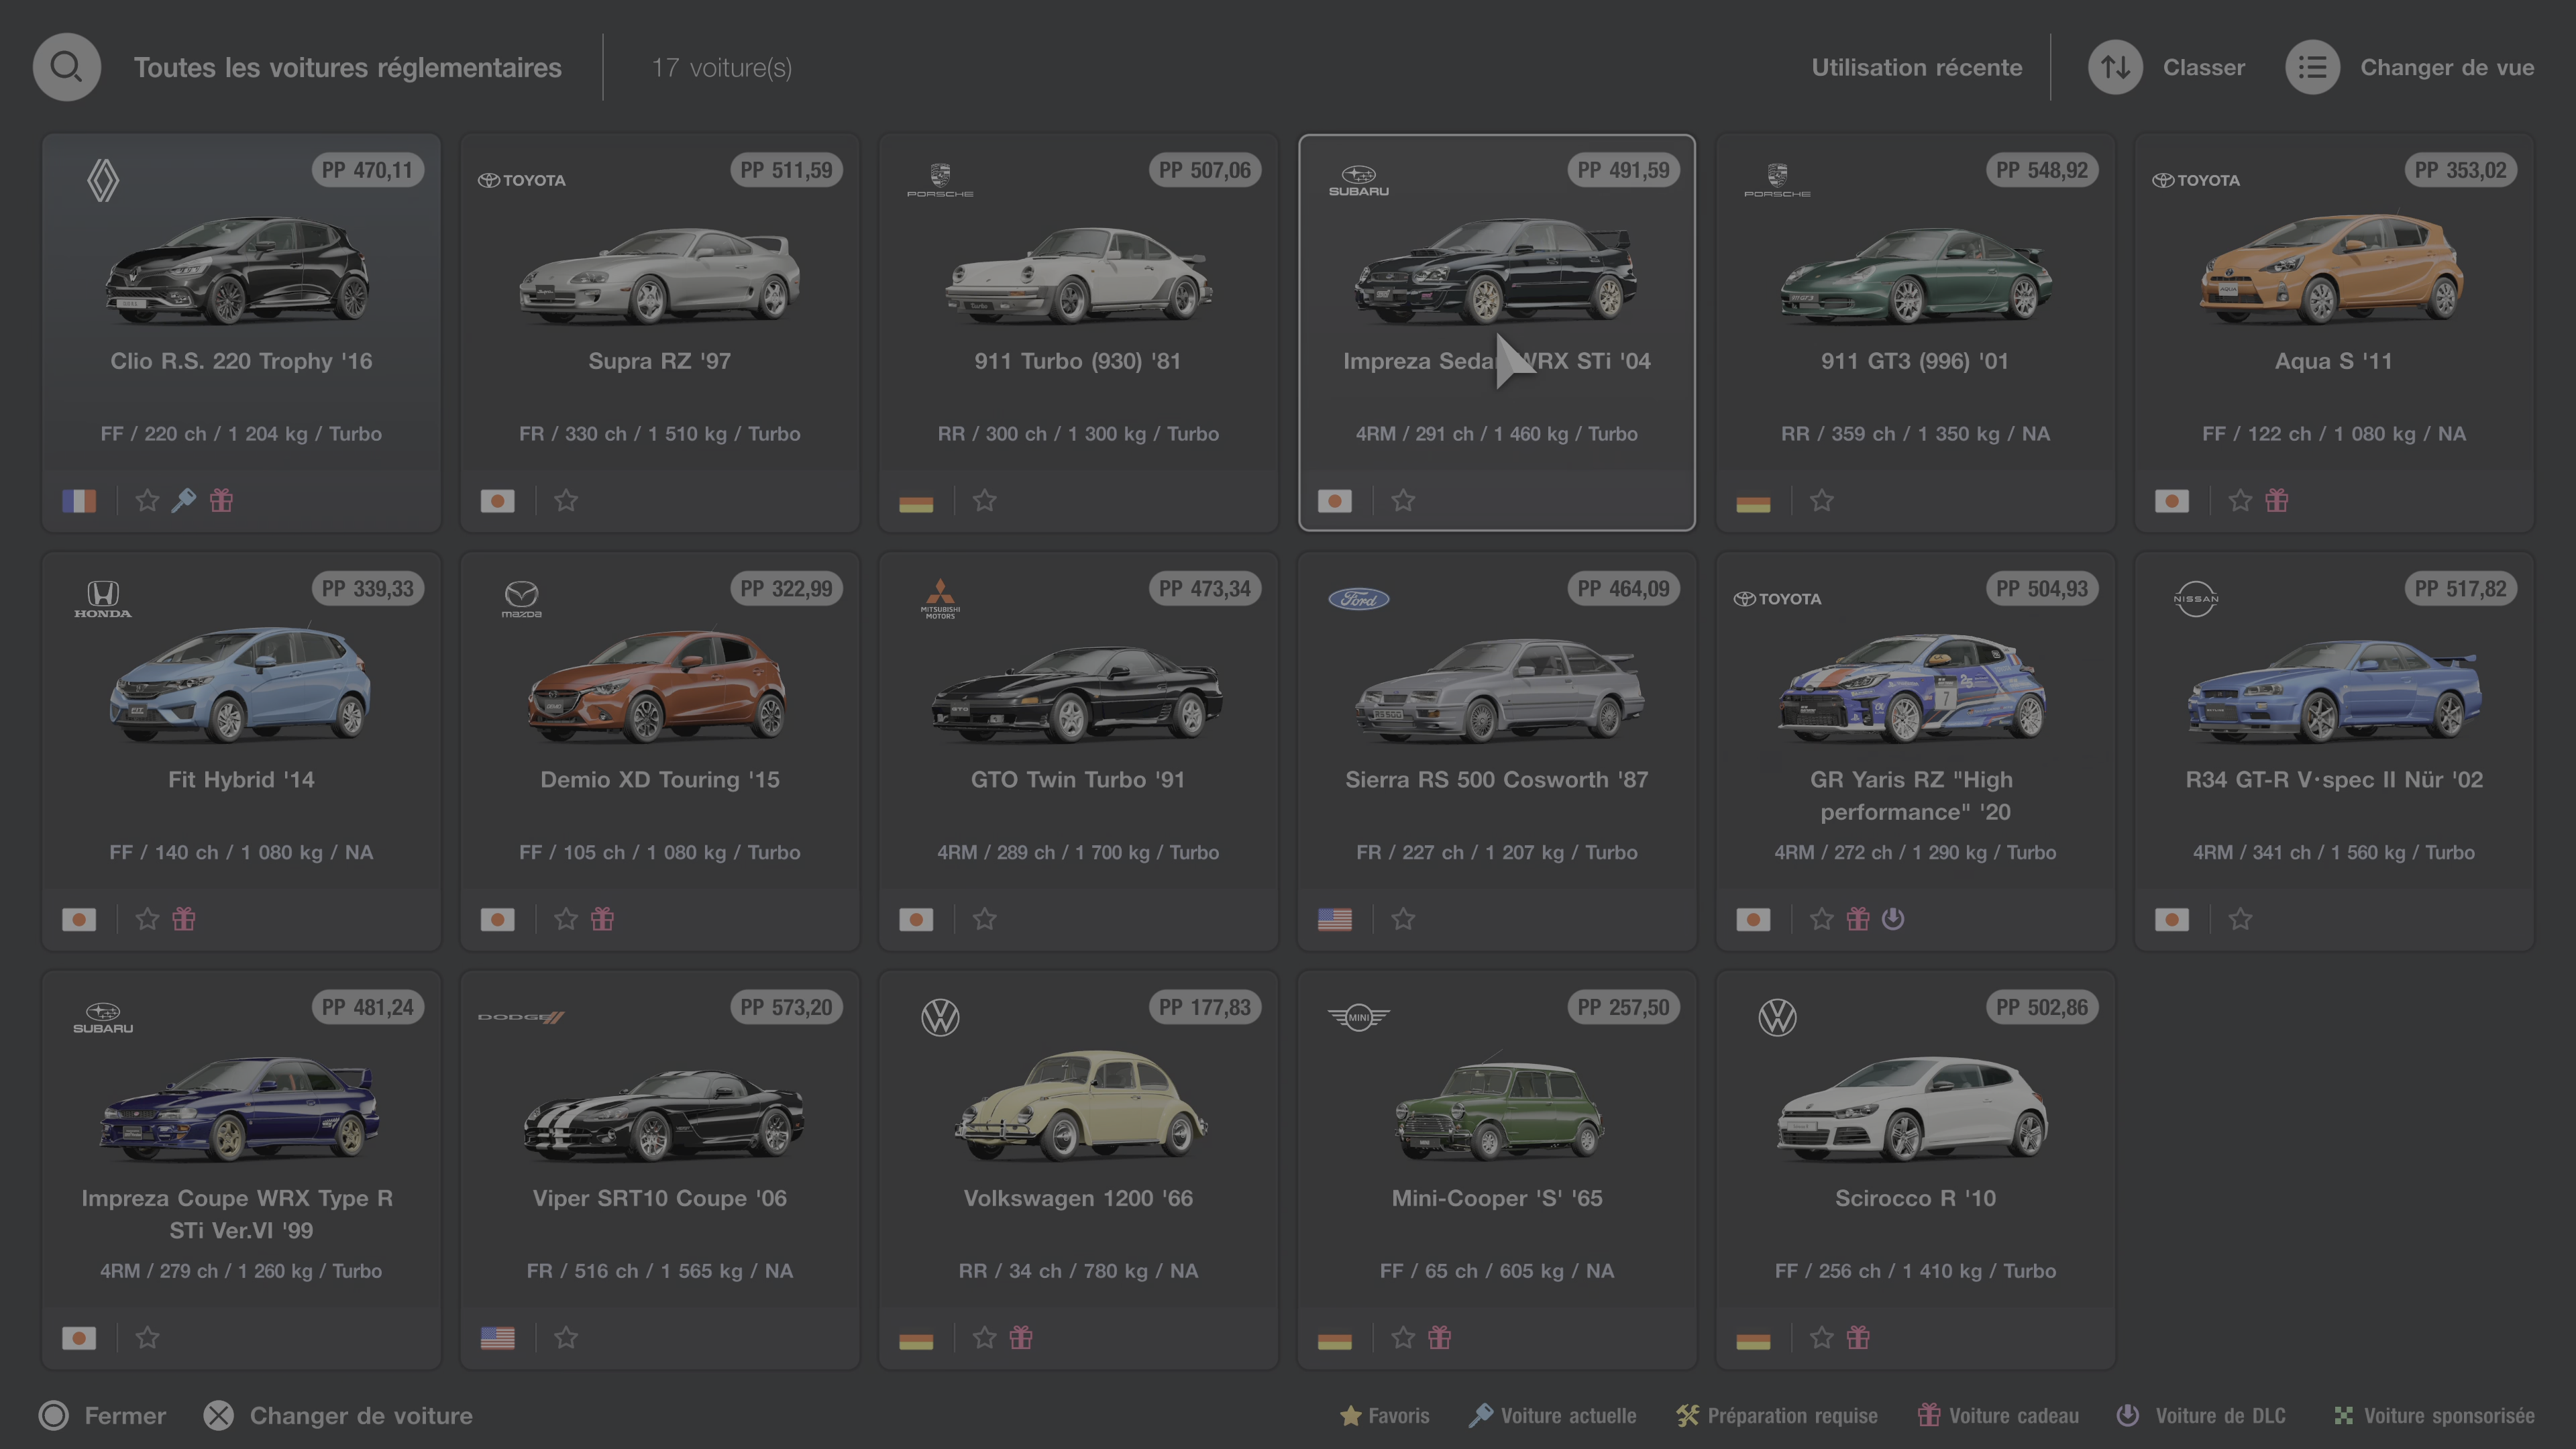 Toutes les voitures réglementaires
17 voiture(s)
Utilisation récente
Classer
Changer de vue
PP 470,11
Clio R.S. 220 Trophy '16
FF / 220 ch / 1 204 kg / Turbo
TOYOTA
PP 511,59
Supra RZ '97
FR / 330 ch / 1 510 kg / Turbo
PORSCHE
PP 507,06
911 Turbo (930) '81
RR / 300 ch / 1 300 kg / Turbo
SUBARU
PP 491,59
Impreza Sedan WRX STi '04
4RM / 291 ch / 1 460 kg / Turbo
PORSCHE
PP 548,92
911 GT3 (996) '01
RR / 359 ch / 1 350 kg / NA
TOYOTA
PP 353,02
AQUA
Aqua S '11
FF / 122 ch / 1 080 kg / NA
HONDA
PP 339,33
FIT
Fit Hybrid '14
FF / 140 ch / 1 080 kg / NA
mazda
PP 322,99
Demio XD Touring '15
FF / 105 ch / 1 080 kg / Turbo
MITSUBISHI
MOTORS
PP 473,34
GTO
GTO Twin Turbo '91
4RM / 289 ch / 1 700 kg / Turbo
Ford
PP 464,09
RS 500
Sierra RS 500 Cosworth '87
FR / 227 ch / 1 207 kg / Turbo
TOYOTA
PP 504,93
7
GR Yaris RZ "High
performance" '20
4RM / 272 ch / 1 290 kg / Turbo
NISSAN
PP 517,82
R34 GT-R V·spec II Nür '02
4RM / 341 ch / 1 560 kg / Turbo
SUBARU
PP 481,24
Impreza Coupe WRX Type R
STi Ver.VI '99
4RM / 279 ch / 1 260 kg / Turbo
DODGE
PP 573,20
Viper SRT10 Coupe '06
FR / 516 ch / 1 565 kg / NA
PP 177,83
Volkswagen 1200 '66
RR / 34 ch / 780 kg / NA
MINI
PP 257,50
Mini-Cooper 'S' '65
FF / 65 ch / 605 kg / NA
PP 502,86
Scirocco R '10
FF / 256 ch / 1 410 kg / Turbo
Fermer
Changer de voiture
Favoris
Voiture actuelle
Préparation requise
Voiture cadeau
Voiture de DLC
Voiture sponsorisée